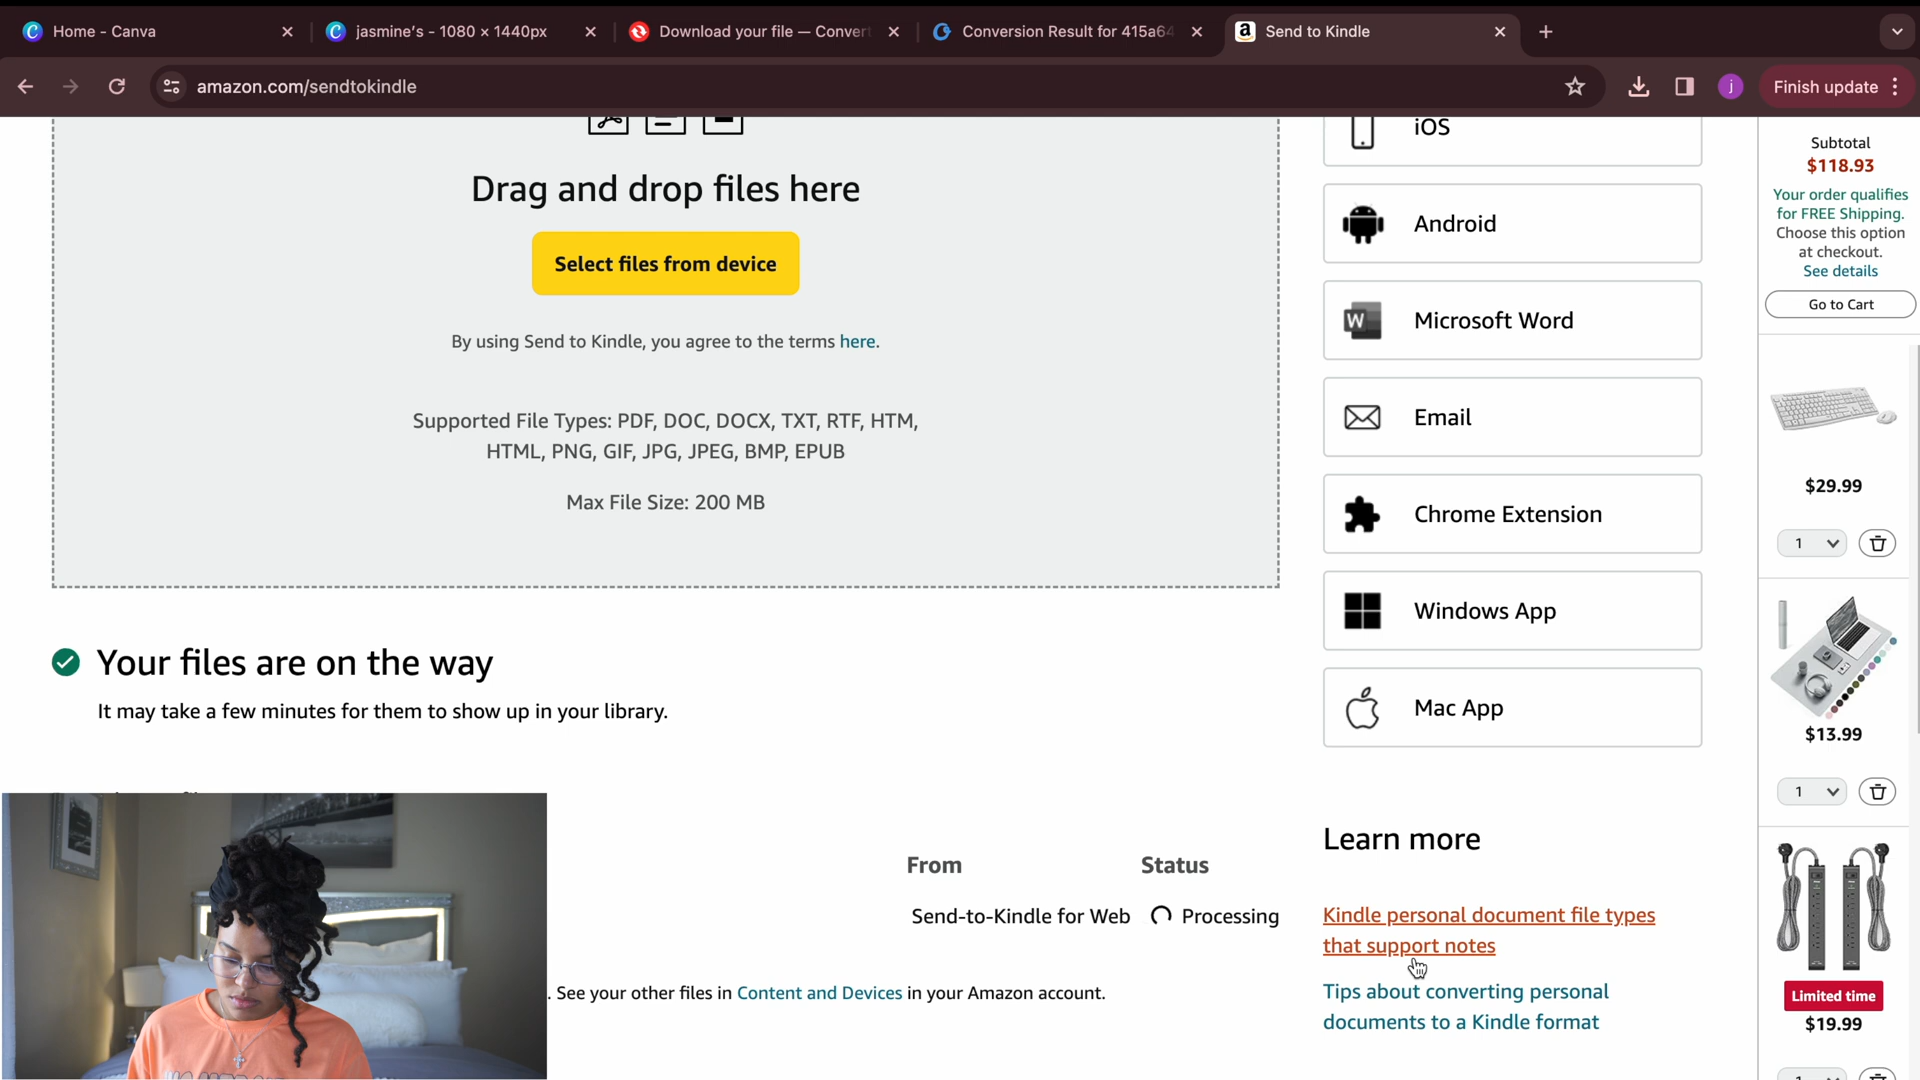 Home - Canva
jasmine's - 1080 × 1440px
Download your file — Convert
Conversion Result for 415a64
Send to Kindle
amazon.com/sendtokindle
j
Finish update
Drag and drop files here
Select files from device
By using Send to Kindle, you agree to the terms here.
Supported File Types: PDF, DOC, DOCX, TXT, RTF, HTM,
HTML, PNG, GIF, JPG, JPEG, BMP, EPUB
Max File Size: 200 MB
Your files are on the way
It may take a few minutes for them to show up in your library.
From
Status
Send-to-Kindle for Web
Processing
. See your other files in Content and Devices in your Amazon account.
iOS
Android
W
Microsoft Word
Email
Chrome Extension
Windows App
Mac App
Learn more
Kindle personal document file types
that support notes
Tips about converting personal
documents to a Kindle format
Subtotal
$118.93
Your order qualifies
for FREE Shipping.
Choose this option
at checkout.
See details
Go to Cart
$29.99
1
$13.99
1
Limited time
$19.99